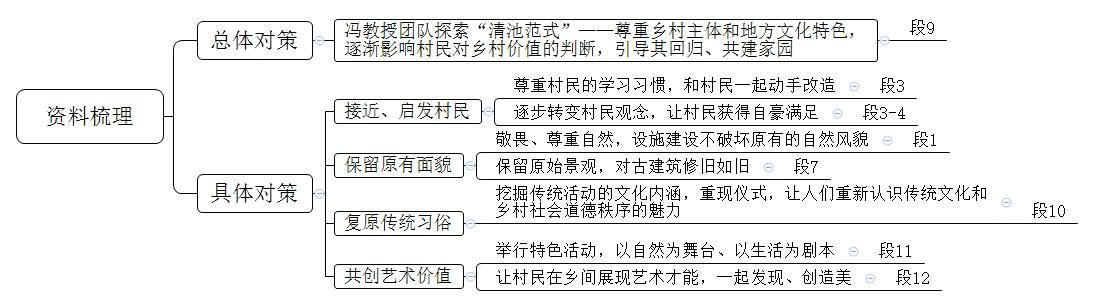 资料梳理
总体对策
冯教授团队探索“清池范式”——尊重乡村主体和地方文化特色，
逐渐影响村民对乡村价值的判断，引导其回归、共建家园
段9
具体对策
接近、启发村民
尊重村民的学习习惯，和村民一起动手改造
段3
逐步转变村民观念，让村民获得自豪满足
段3-4
保留原有面貌
敬畏、尊重自然，设施建设不破坏原有的自然风貌
段1
保留原始景观，对古建筑修旧如旧
段7
复原传统习俗
挖掘传统活动的文化内涵，重现仪式，让人们重新认识传统文化和
乡村社会道德秩序的魅力
段10
共创艺术价值
举行特色活动，以自然为舞台、以生活为剧本
段11
让村民在乡间展现艺术才能，一起发现、创造美
段12